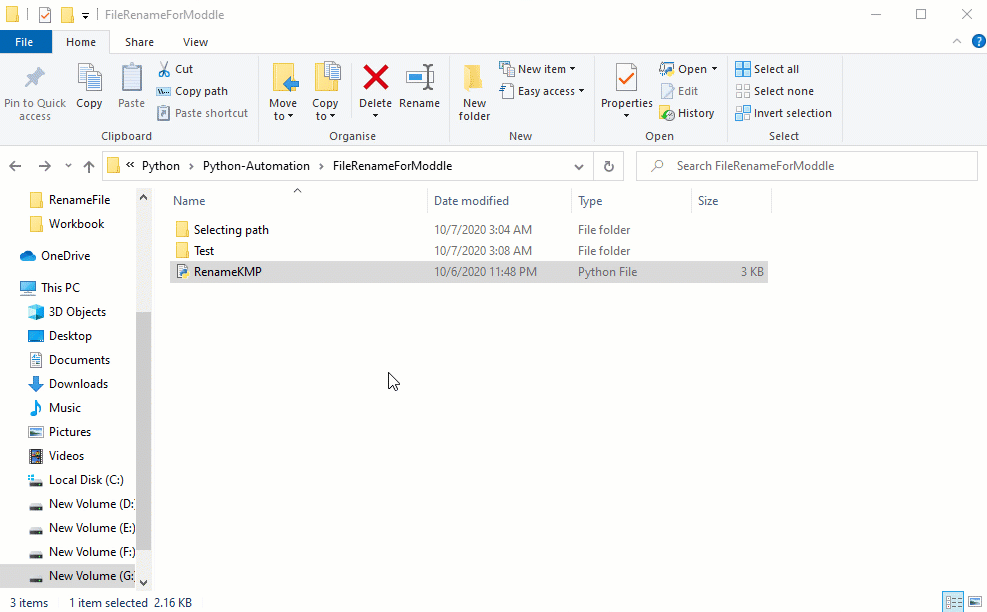 FileRenameForModdle
File Home Share View
Pin to Quick access
Copy
Paste
Cut
Copy path
Paste shortcut
Clipboard
Move to
Copy to
Delete
Rename
Organise
New folder
New item
Easy access
New
Properties
Open
Edit
History
Open
Select all
Select none
Invert selection
Select
« Python › Python-Automation › FileRenameForModdle
Search FileRenameForModdle
RenameFile
Workbook
OneDrive
This PC
3D Objects
Desktop
Documents
Downloads
Music
Pictures
Videos
Local Disk (C:)
New Volume (D:
New Volume (E:)
New Volume (F:)
New Volume (G:
Name Date modified Type Size
Selecting path 10/7/2020 3:04 AM File folder
Test 10/7/2020 3:08 AM File folder
RenameKMP 10/6/2020 11:48 PM Python File 3 KB
3 items 1 item selected 2.16 KB